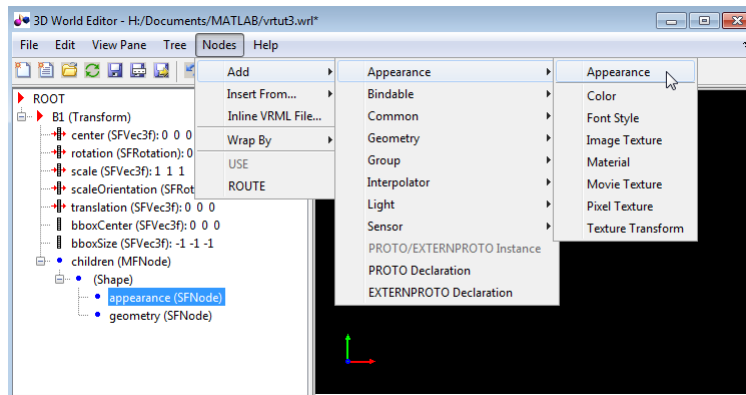 3D World Editor - H:/Documents/MATLAB/vrtut3.wrl*
File Edit View Pane Tree Nodes Help
ROOT
B1 (Transform)
center (SFVec3f): 0 0 0
rotation (SFRotation): 0
scale (SFVec3f): 1 1 1
scaleOrientation (SFRot
translation (SFVec3f): 0 0 0
bboxCenter (SFVec3f): 0 0 0
bboxSize (SFVec3f): -1 -1 -1
children (MFNode)
(Shape)
appearance (SFNode)
geometry (SFNode)
Add
Insert From...
Inline VRML File...
Wrap By
USE
ROUTE
Appearance
Bindable
Common
Geometry
Group
Interpolator
Light
Sensor
PROTO/EXTERNPROTO Instance
PROTO Declaration
EXTERNPROTO Declaration
Appearance
Color
Font Style
Image Texture
Material
Movie Texture
Pixel Texture
Texture Transform